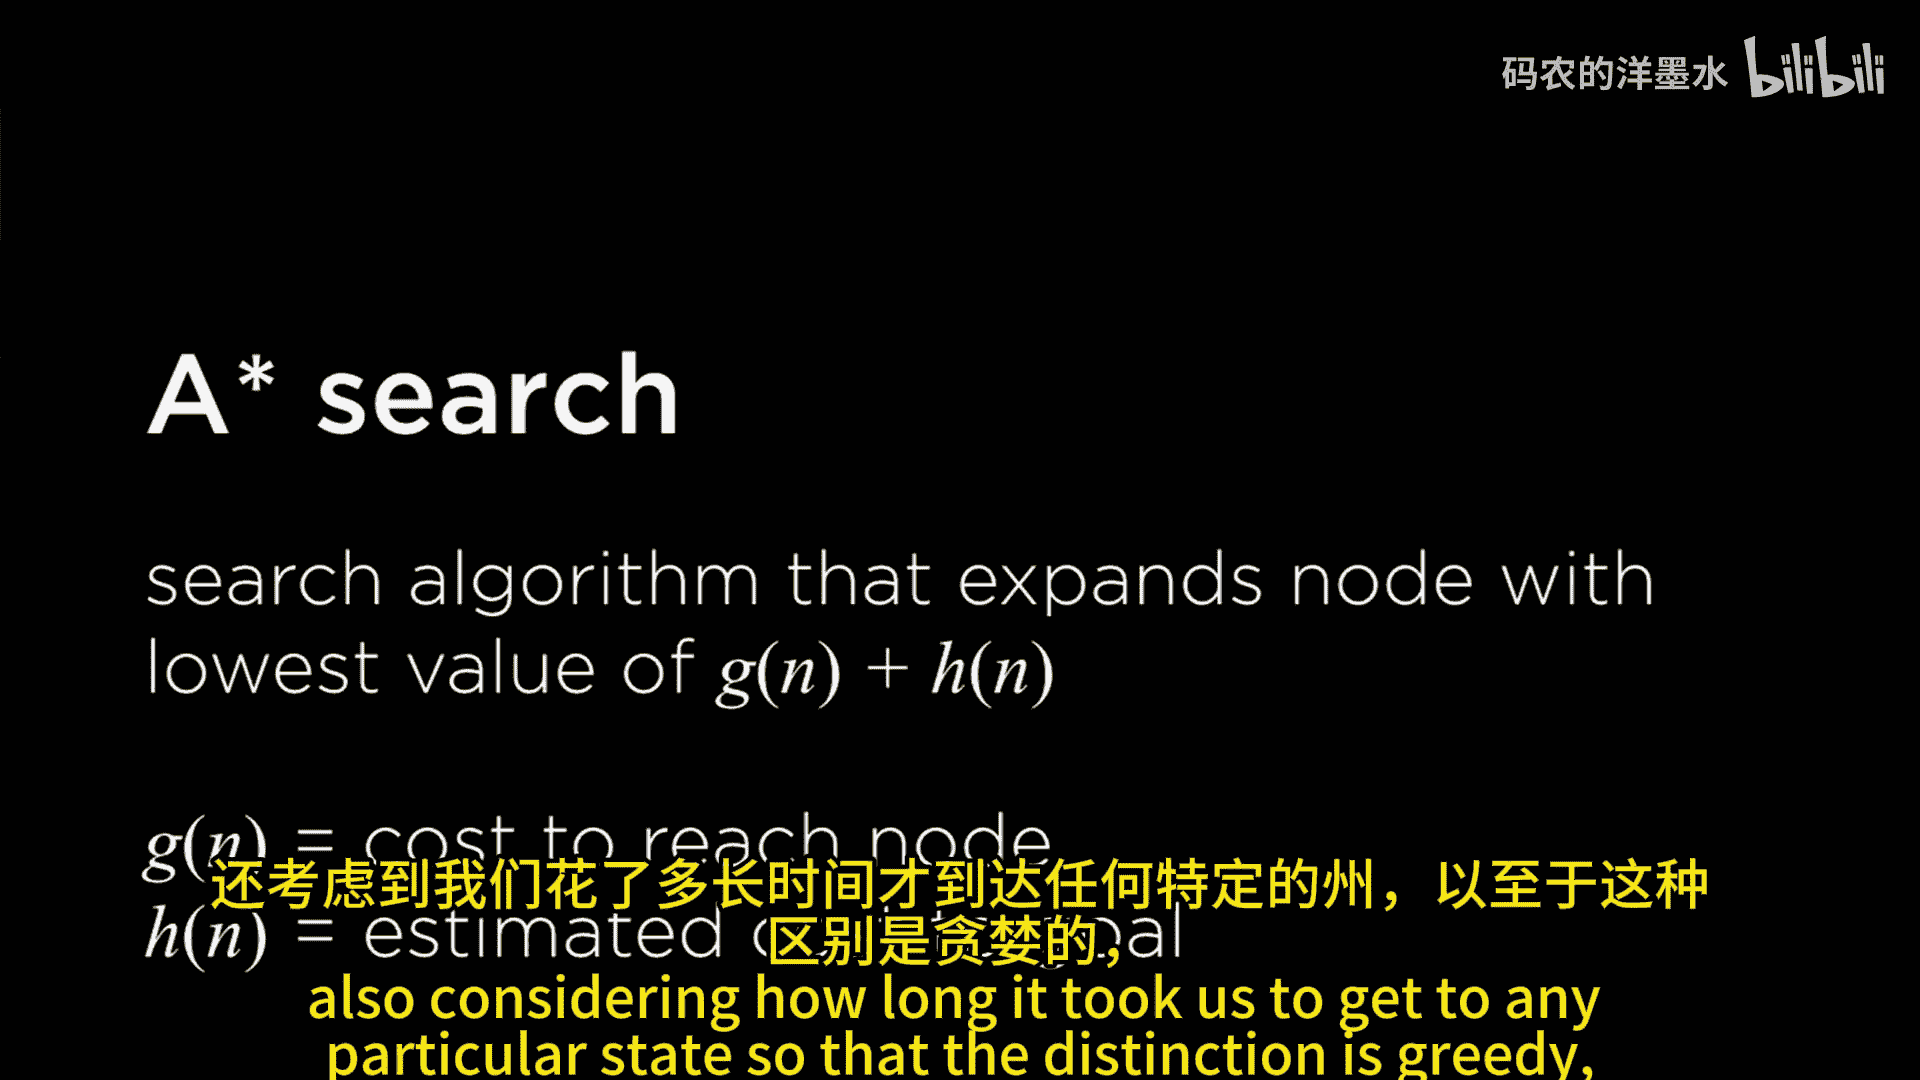 码农的洋墨水 bilibili
A* search
search algorithm that expands node with
lowest value of g(n) + h(n)
g(n) = cost to reach node
h(n) = estimated goal
还考虑到我们花了多长时间才到达任何特定的州，以至于这种
区别是贪婪的，
also considering how long it took us to get to any
particular state so that the distinction is greedy,